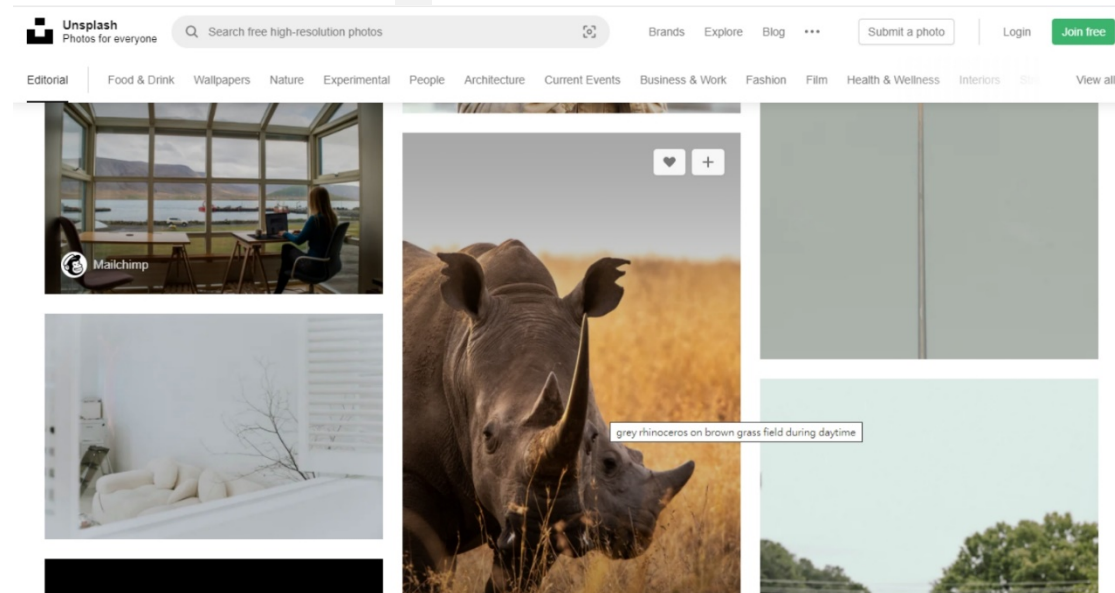 Unsplash
Photos for everyone
Search free high-resolution photos
Brands Explore Blog ••• Submit a photo Login Join free
Editorial Food & Drink Wallpapers Nature Experimental People Architecture Current Events Business & Work Fashion Film Health & Wellness Interiors View all
Mailchimp
grey rhinoceros on brown grass field during daytime